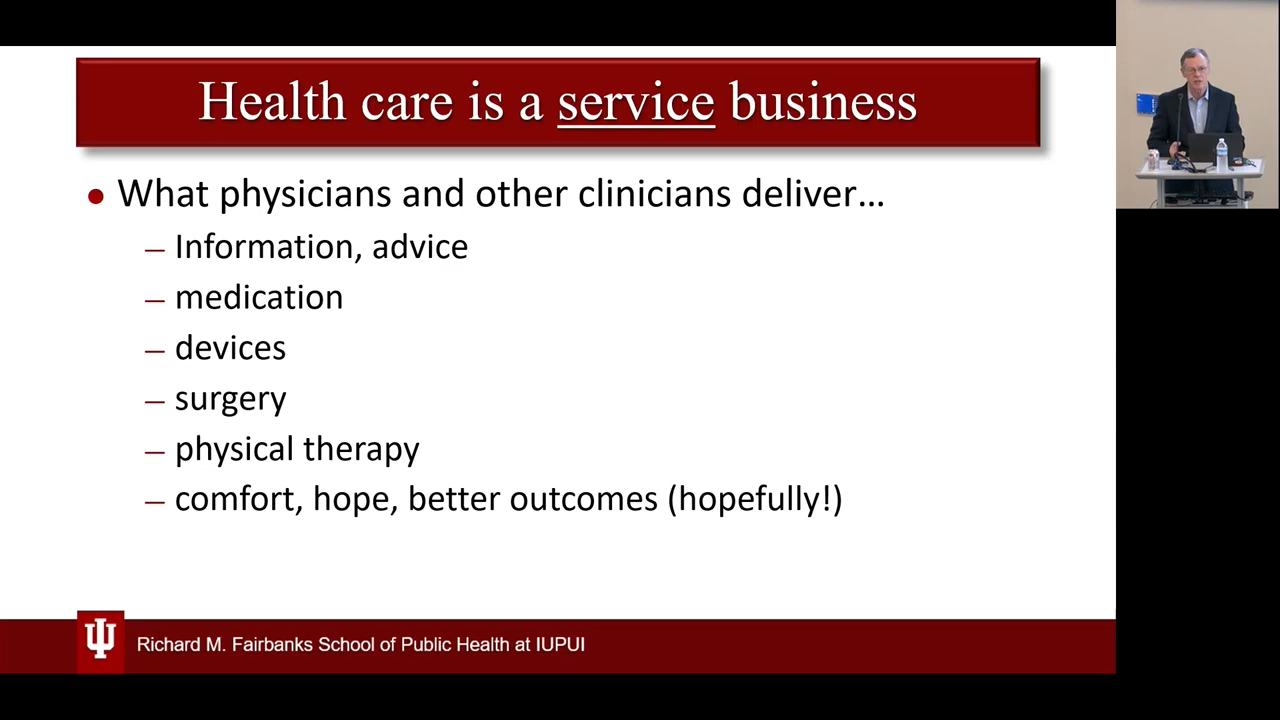 Health care is a service business
● What physicians and other clinicians deliver...
— Information, advice
— medication
— devices
— surgery
— physical therapy
— comfort, hope, better outcomes (hopefully!)
Richard M. Fairbanks School of Public Health at IUPUI